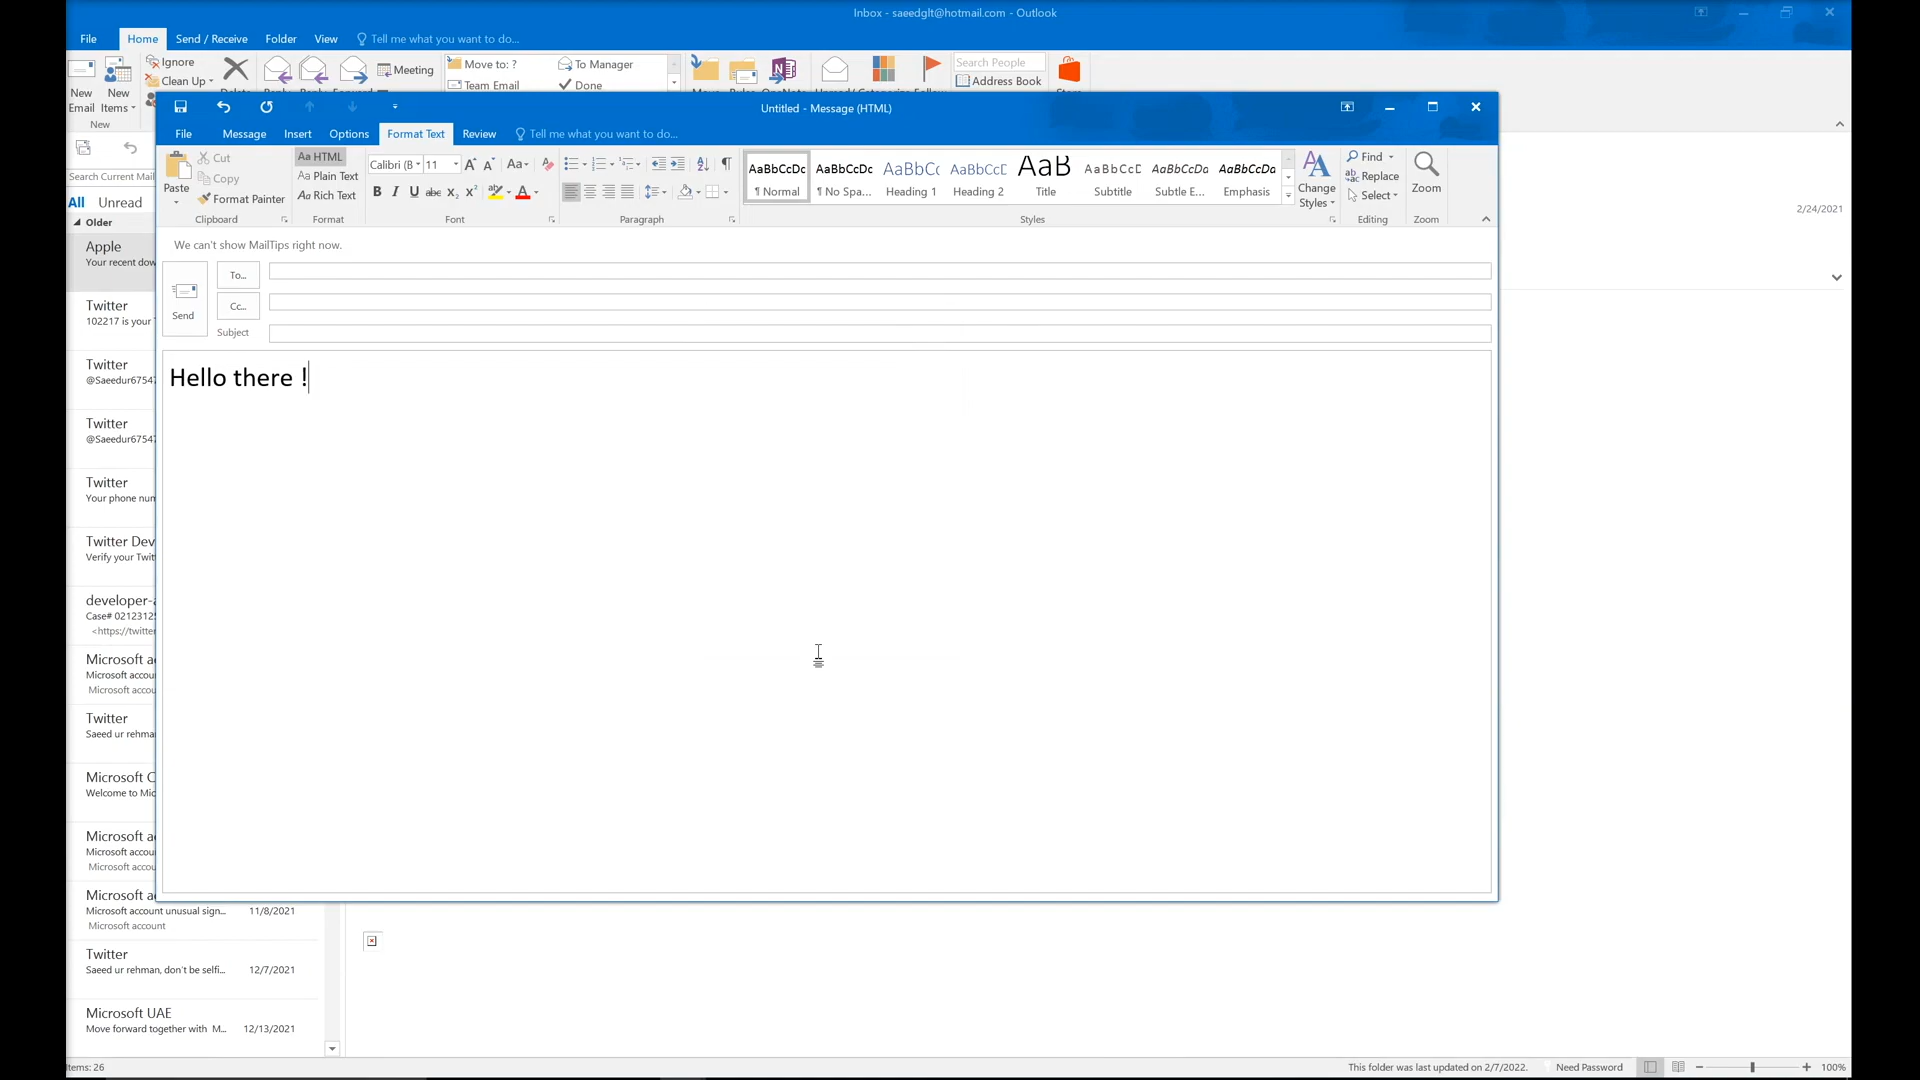 Inbox - saeedglt@hotmail.com - Outlook
File Home Send / Receive Folder View Tell me what you want to do...
Ignore
Clean Up
Meeting
Move to: ?
To Manager
Team Email
Done
Search People
Address Book
New Email
New Items
New
Untitled - Message (HTML)
File Message Insert Options Format Text Review Tell me what you want to do...
Paste
Cut
Copy
Format Painter
Clipboard
Aa HTML
Aa Plain Text
Aa Rich Text
Format
Calibri (B 11
Font
Paragraph
AaBbCcDc AaBbCcDc AaBbC AaBbCcD AaB AaBbCcD AaBbCcDa AaBbCcDa
¶ Normal ¶ No Spa... Heading 1 Heading 2 Title Subtitle Subtle E... Emphasis
Styles
Change Styles
Find
Replace
Select
Editing
Zoom
Zoom
We can't show MailTips right now.
Send
To...
Cc...
Subject
Hello there !
Search Current Mail
All Unread
Older
Apple
Your recent dow
Twitter
102217 is your
Twitter
@Saeedur67547
Twitter
@Saeedur67547
Twitter
Your phone num
Twitter Dev
Verify your Twit
developer-a
Case# 0212312
<https://twitter
Microsoft a
Microsoft accou
Microsoft accou
Twitter
Saeed ur rehma
Microsoft C
Welcome to Mic
Microsoft a
Microsoft accou
Microsoft accou
Microsoft a
Microsoft account unusual sign... 11/8/2021
Microsoft account
Twitter
Saeed ur rehman, don't be selfi... 12/7/2021
Microsoft UAE
Move forward together with M... 12/13/2021
2/24/2021
Items: 26
This folder was last updated on 2/7/2022. Need Password 100%